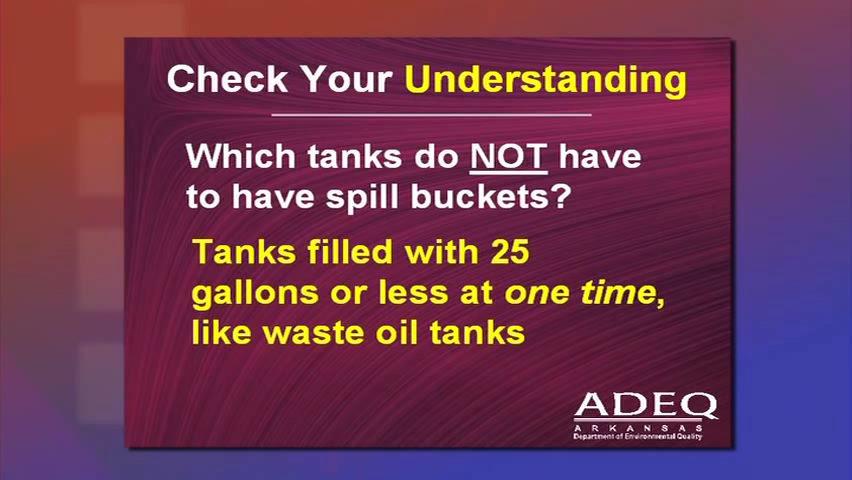 Check Your Understanding
Which tanks do NOT have
to have spill buckets?
Tanks filled with 25
gallons or less at one time,
like waste oil tanks
ADEQ
ARKANSAS
Department of Environmental Quality